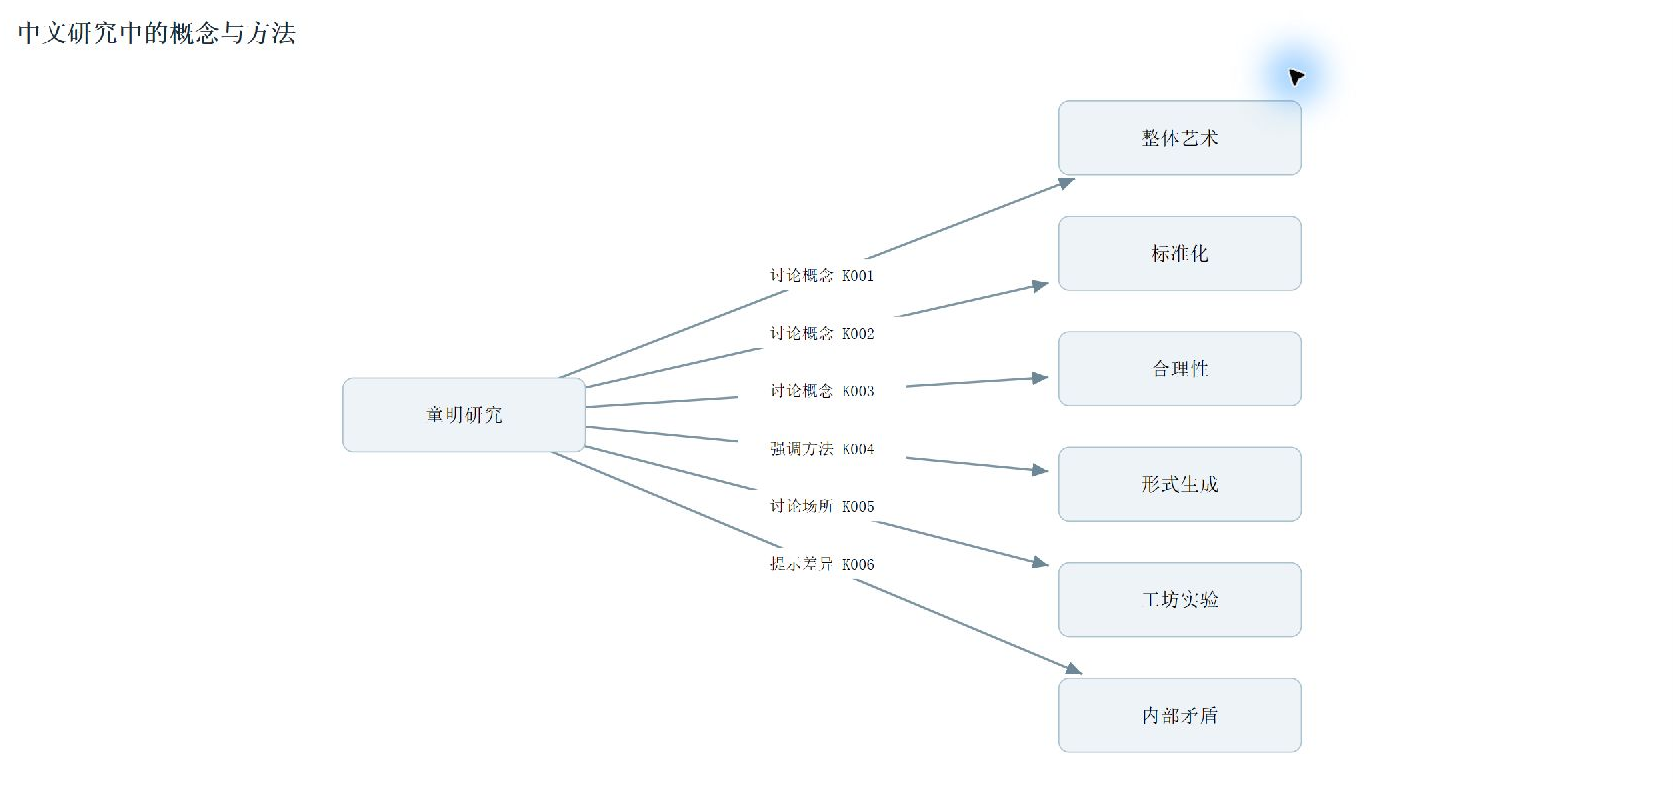 中文研究中的概念与方法
整体艺术
标准化
讨论概念 K001
讨论概念 K002
合理性
讨论概念 K003
童明研究
强调方法 K004
形式生成
讨论场所 K005
提示差异 K006
工坊实验
内部矛盾